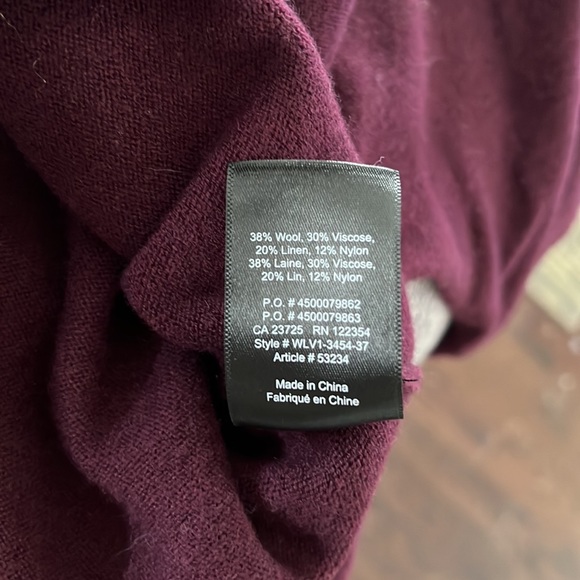 38% Wool, 30% Viscose,
20% Linen, 12% Nylon
38% Laine, 30% Viscose,
20% Lin, 12% Nylon
P.O. # 4500079862
P.O. # 4500079863
CA 23725 RN 122354
Style # WLV1-3454-37
Article # 53234
Made in China
Fabriqué en Chine